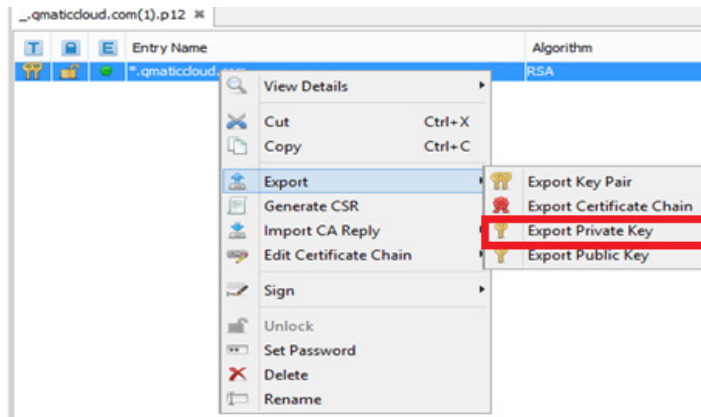 _.qmaticcloud.com(1).p12
T E Entry Name Algorithm
*.qmaticcloud.com RSA
View Details
Cut Ctrl+X
Copy Ctrl+C
Export
Export Key Pair
Generate CSR
Export Certificate Chain
Import CA Reply
Export Private Key
Edit Certificate Chain
Export Public Key
Sign
Unlock
Set Password
Delete
Rename